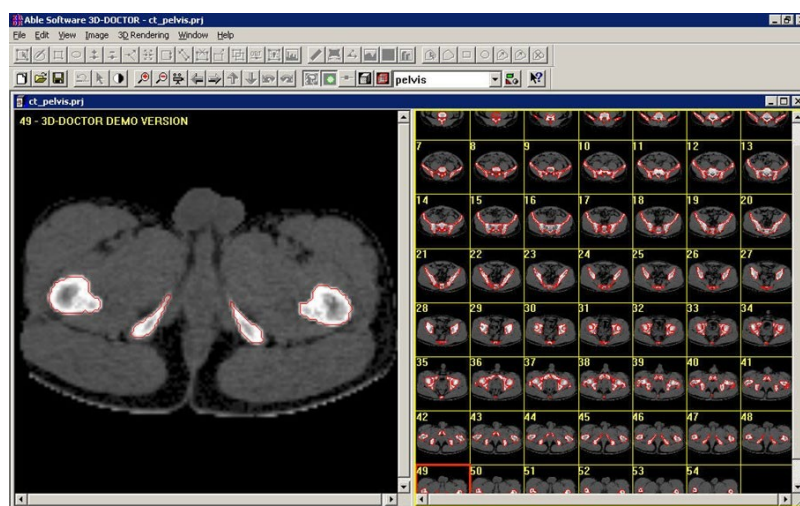 Able Software 3D-DOCTOR - ct_pelvis.prj
File Edit View Image 3D Rendering Window Help
pelvis
ct_pelvis.prj
49 - 3D-DOCTOR DEMO VERSION
7 8 9 10 11 12 13
14 15 16 17 18 19 20
21 22 23 24 25 26 27
28 29 30 31 32 33 34
35 36 37 38 39 40 41
42 43 44 45 46 47 48
49 50 51 52 53 54